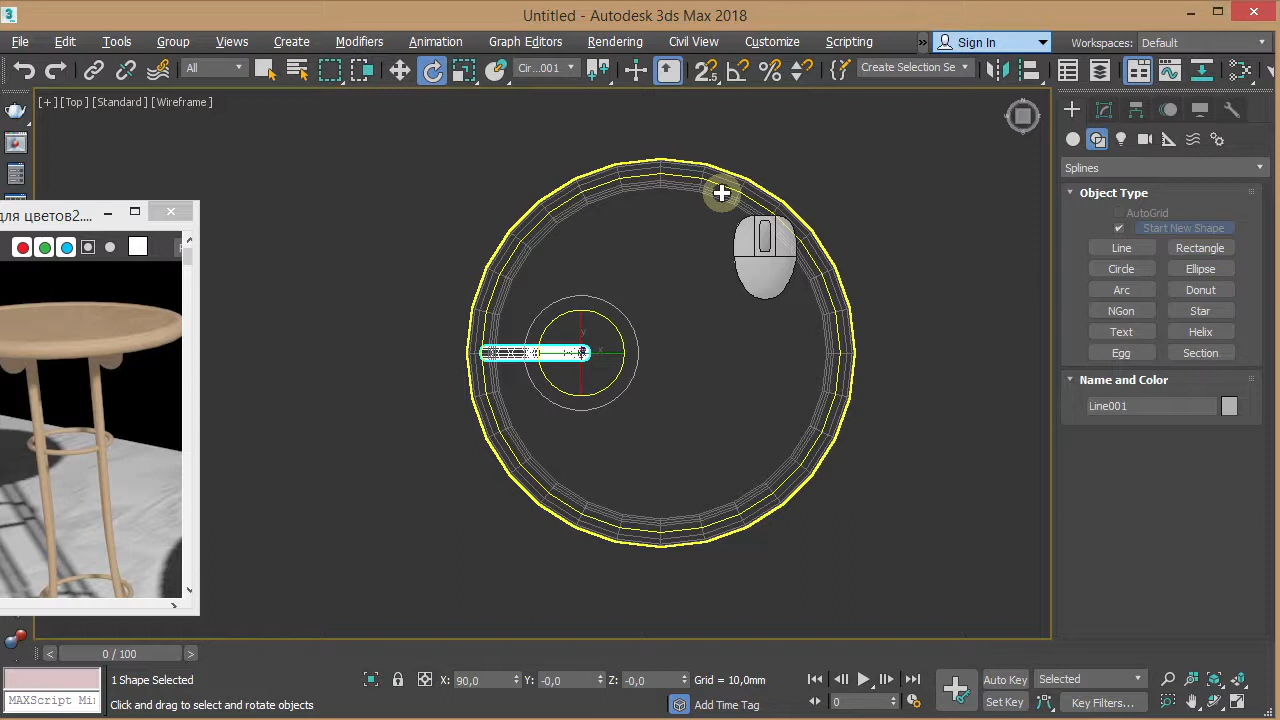 Untitled - Autodesk 3ds Max 2018
File Edit Tools Group Views Create Modifiers Animation Graph Editors Rendering Civil View Customize Scripting » Sign In Workspaces: Default
All Cir...001 Create Selection Se
[+] [Top] [Standard] [Wireframe]
для цветов2....
y
x
Splines
Object Type
AutoGrid
Start New Shape
Line Rectangle
Circle Ellipse
Arc Donut
NGon Star
Text Helix
Egg Section
Name and Color
Line001
0 / 100
1 Shape Selected X: 90,0 Y: -0,0 Z: -0,0 Grid = 10,0mm Auto Key Selected
MAXScript Min Click and drag to select and rotate objects Add Time Tag 0 Set Key Key Filters...